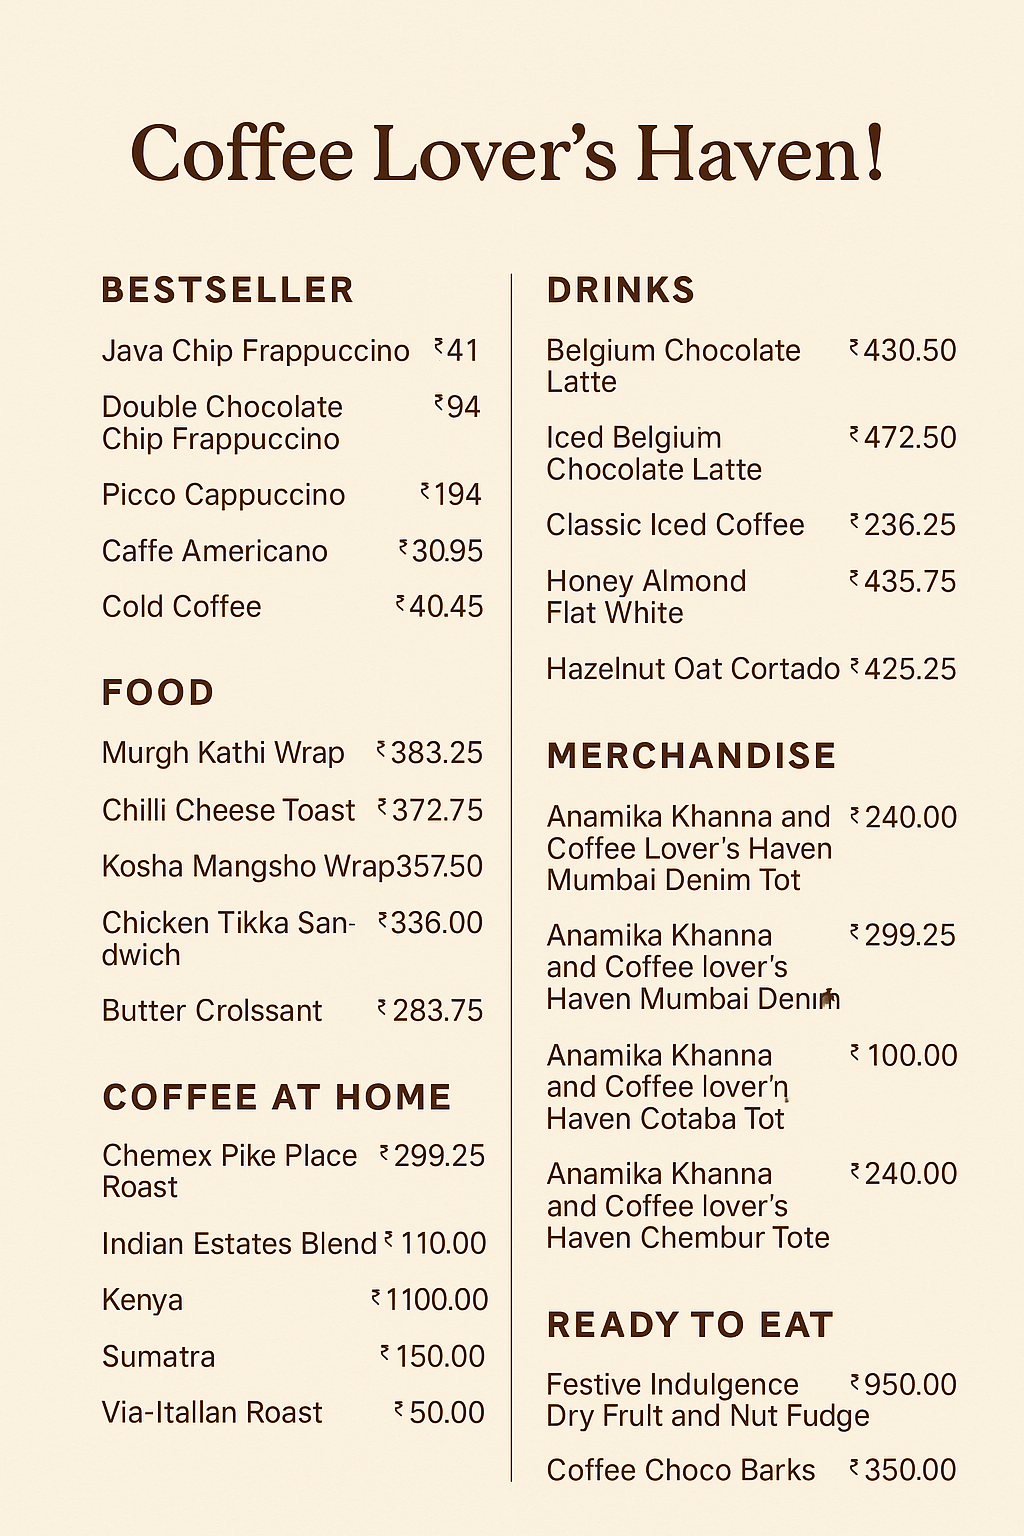 Coffee Lover's Haven!
BESTSELLER
Java Chip Frappuccino ₹41
Double Chocolate ₹94
Chip Frappuccino
Picco Cappuccino ₹194
Caffe Americano ₹30.95
Cold Coffee ₹40.45
FOOD
Murgh Kathi Wrap ₹383.25
Chilli Cheese Toast ₹372.75
Kosha Mangsho Wrap357.50
Chicken Tikka San- ₹336.00
dwich
Butter Crolssant ₹283.75
COFFEE AT HOME
Chemex Pike Place ₹299.25
Roast
Indian Estates Blend ₹110.00
Kenya ₹1100.00
Sumatra ₹150.00
Via-Itallan Roast ₹50.00
DRINKS
Belgium Chocolate ₹430.50
Latte
Iced Belgium ₹472.50
Chocolate Latte
Classic Iced Coffee ₹236.25
Honey Almond ₹435.75
Flat White
Hazelnut Oat Cortado ₹425.25
MERCHANDISE
Anamika Khanna and ₹240.00
Coffee Lover's Haven
Mumbai Denim Tot
Anamika Khanna ₹299.25
and Coffee lover's
Haven Mumbai Denim
Anamika Khanna ₹100.00
and Coffee lover'n
Haven Cotaba Tot
Anamika Khanna ₹240.00
and Coffee lover's
Haven Chembur Tote
READY TO EAT
Festive Indulgence ₹950.00
Dry Frult and Nut Fudge
Coffee Choco Barks ₹350.00